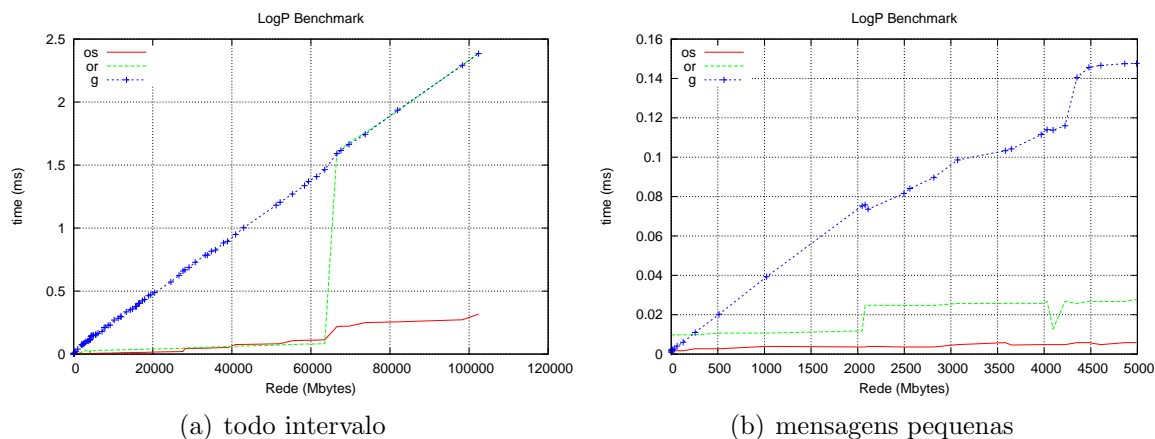 LogP Benchmark
os
or
g
time (ms)
2.5
2
1.5
1
0.5
0
0 20000 40000 60000 80000 100000 120000
Rede (Mbytes)
(a) todo intervalo
LogP Benchmark
os
or
g
time (ms)
0.16
0.14
0.12
0.1
0.08
0.06
0.04
0.02
0
0 500 1000 1500 2000 2500 3000 3500 4000 4500 5000
Rede (Mbytes)
(b) mensagens pequenas